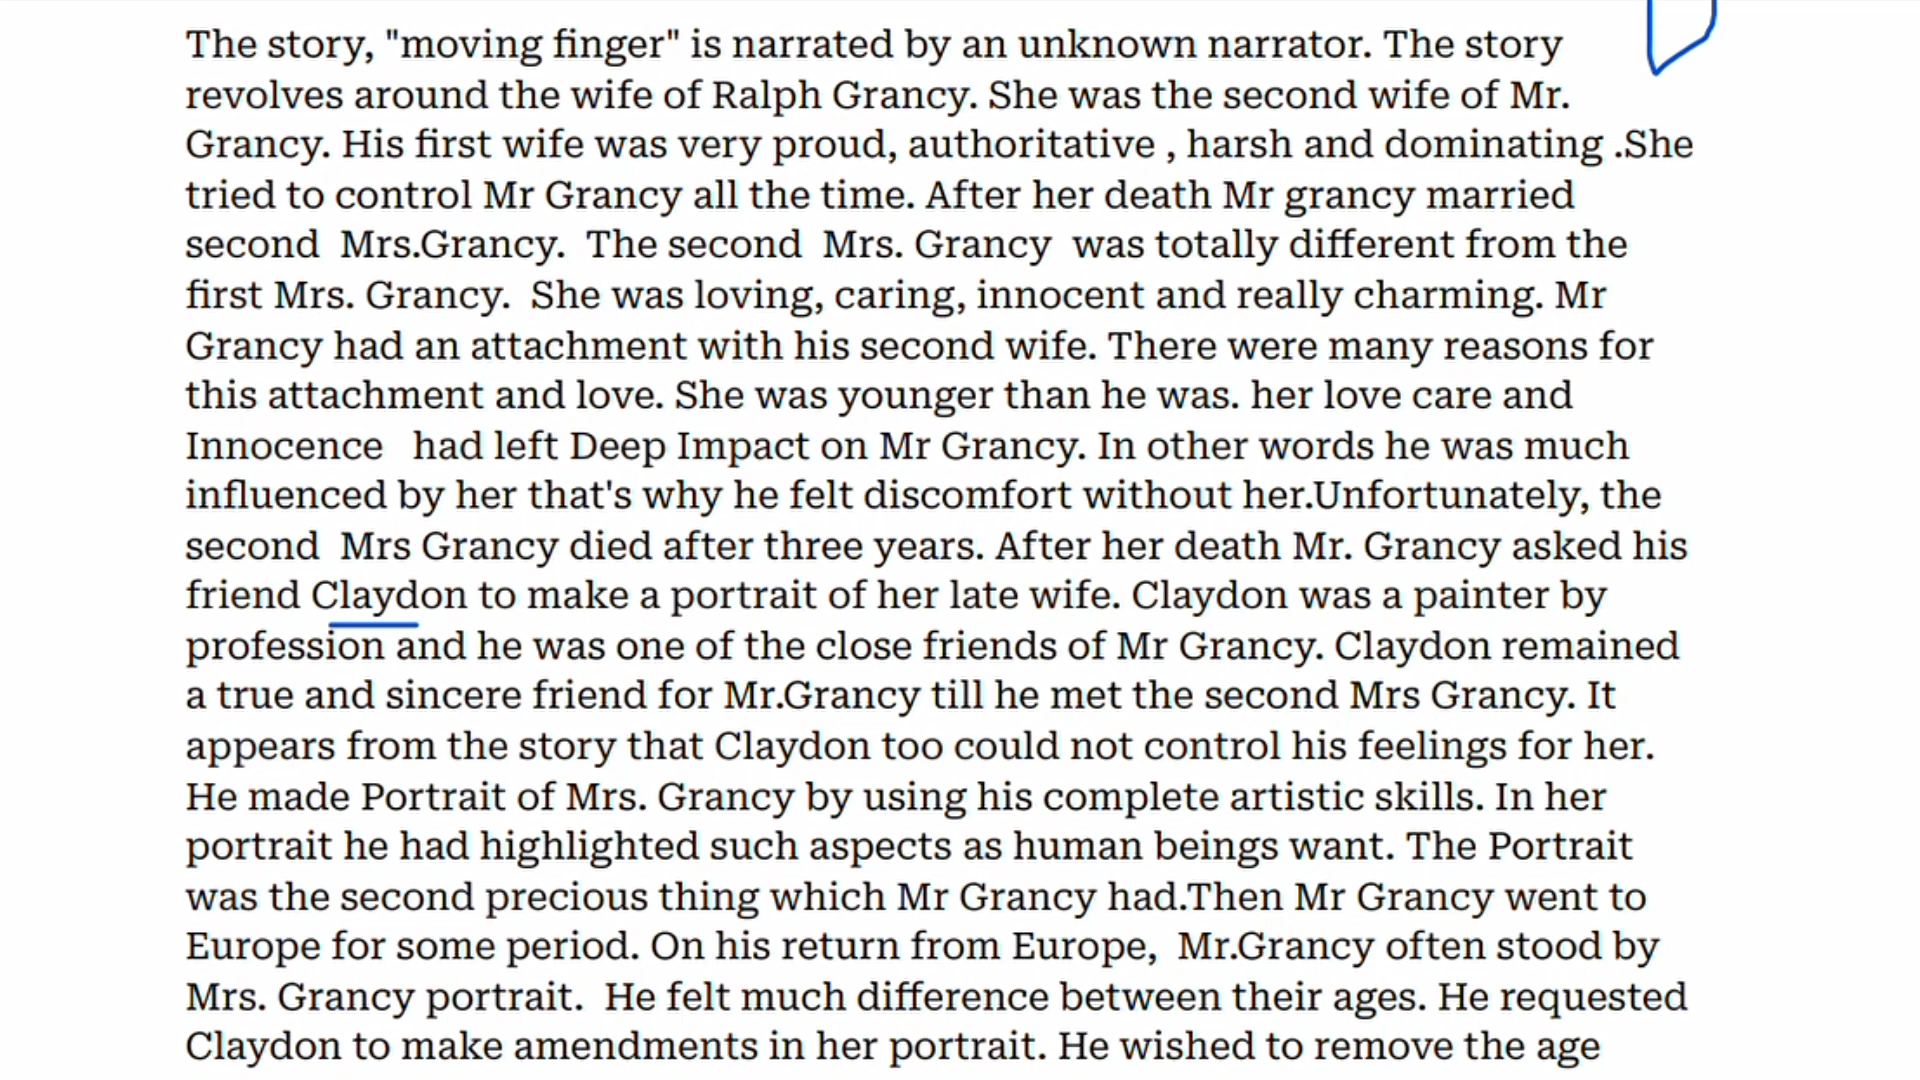 The story, "moving finger" is narrated by an unknown narrator. The story
revolves around the wife of Ralph Grancy. She was the second wife of Mr.
Grancy. His first wife was very proud, authoritative , harsh and dominating .She
tried to control Mr Grancy all the time. After her death Mr grancy married
second  Mrs.Grancy.  The second  Mrs. Grancy  was totally different from the
first Mrs. Grancy.  She was loving, caring, innocent and really charming. Mr
Grancy had an attachment with his second wife. There were many reasons for
this attachment and love. She was younger than he was. her love care and
Innocence   had left Deep Impact on Mr Grancy. In other words he was much
influenced by her that's why he felt discomfort without her.Unfortunately, the
second  Mrs Grancy died after three years. After her death Mr. Grancy asked his
friend Claydon to make a portrait of her late wife. Claydon was a painter by
profession and he was one of the close friends of Mr Grancy. Claydon remained
a true and sincere friend for Mr.Grancy till he met the second Mrs Grancy. It
appears from the story that Claydon too could not control his feelings for her.
He made Portrait of Mrs. Grancy by using his complete artistic skills. In her
portrait he had highlighted such aspects as human beings want. The Portrait
was the second precious thing which Mr Grancy had.Then Mr Grancy went to
Europe for some period. On his return from Europe,  Mr.Grancy often stood by
Mrs. Grancy portrait.  He felt much difference between their ages. He requested
Claydon to make amendments in her portrait. He wished to remove the age